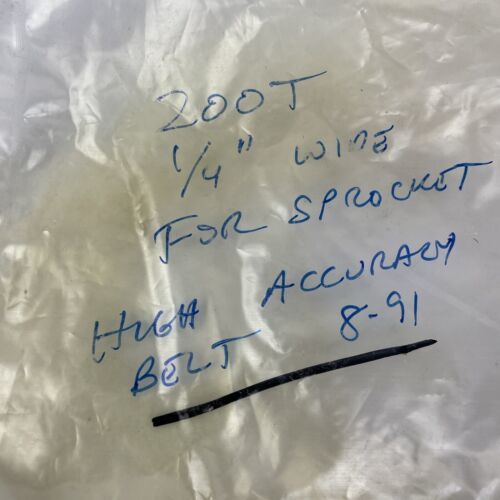 200T
1/4" WIDE
FOR SPROCKET
HIGH ACCURACY
BELT 8-91